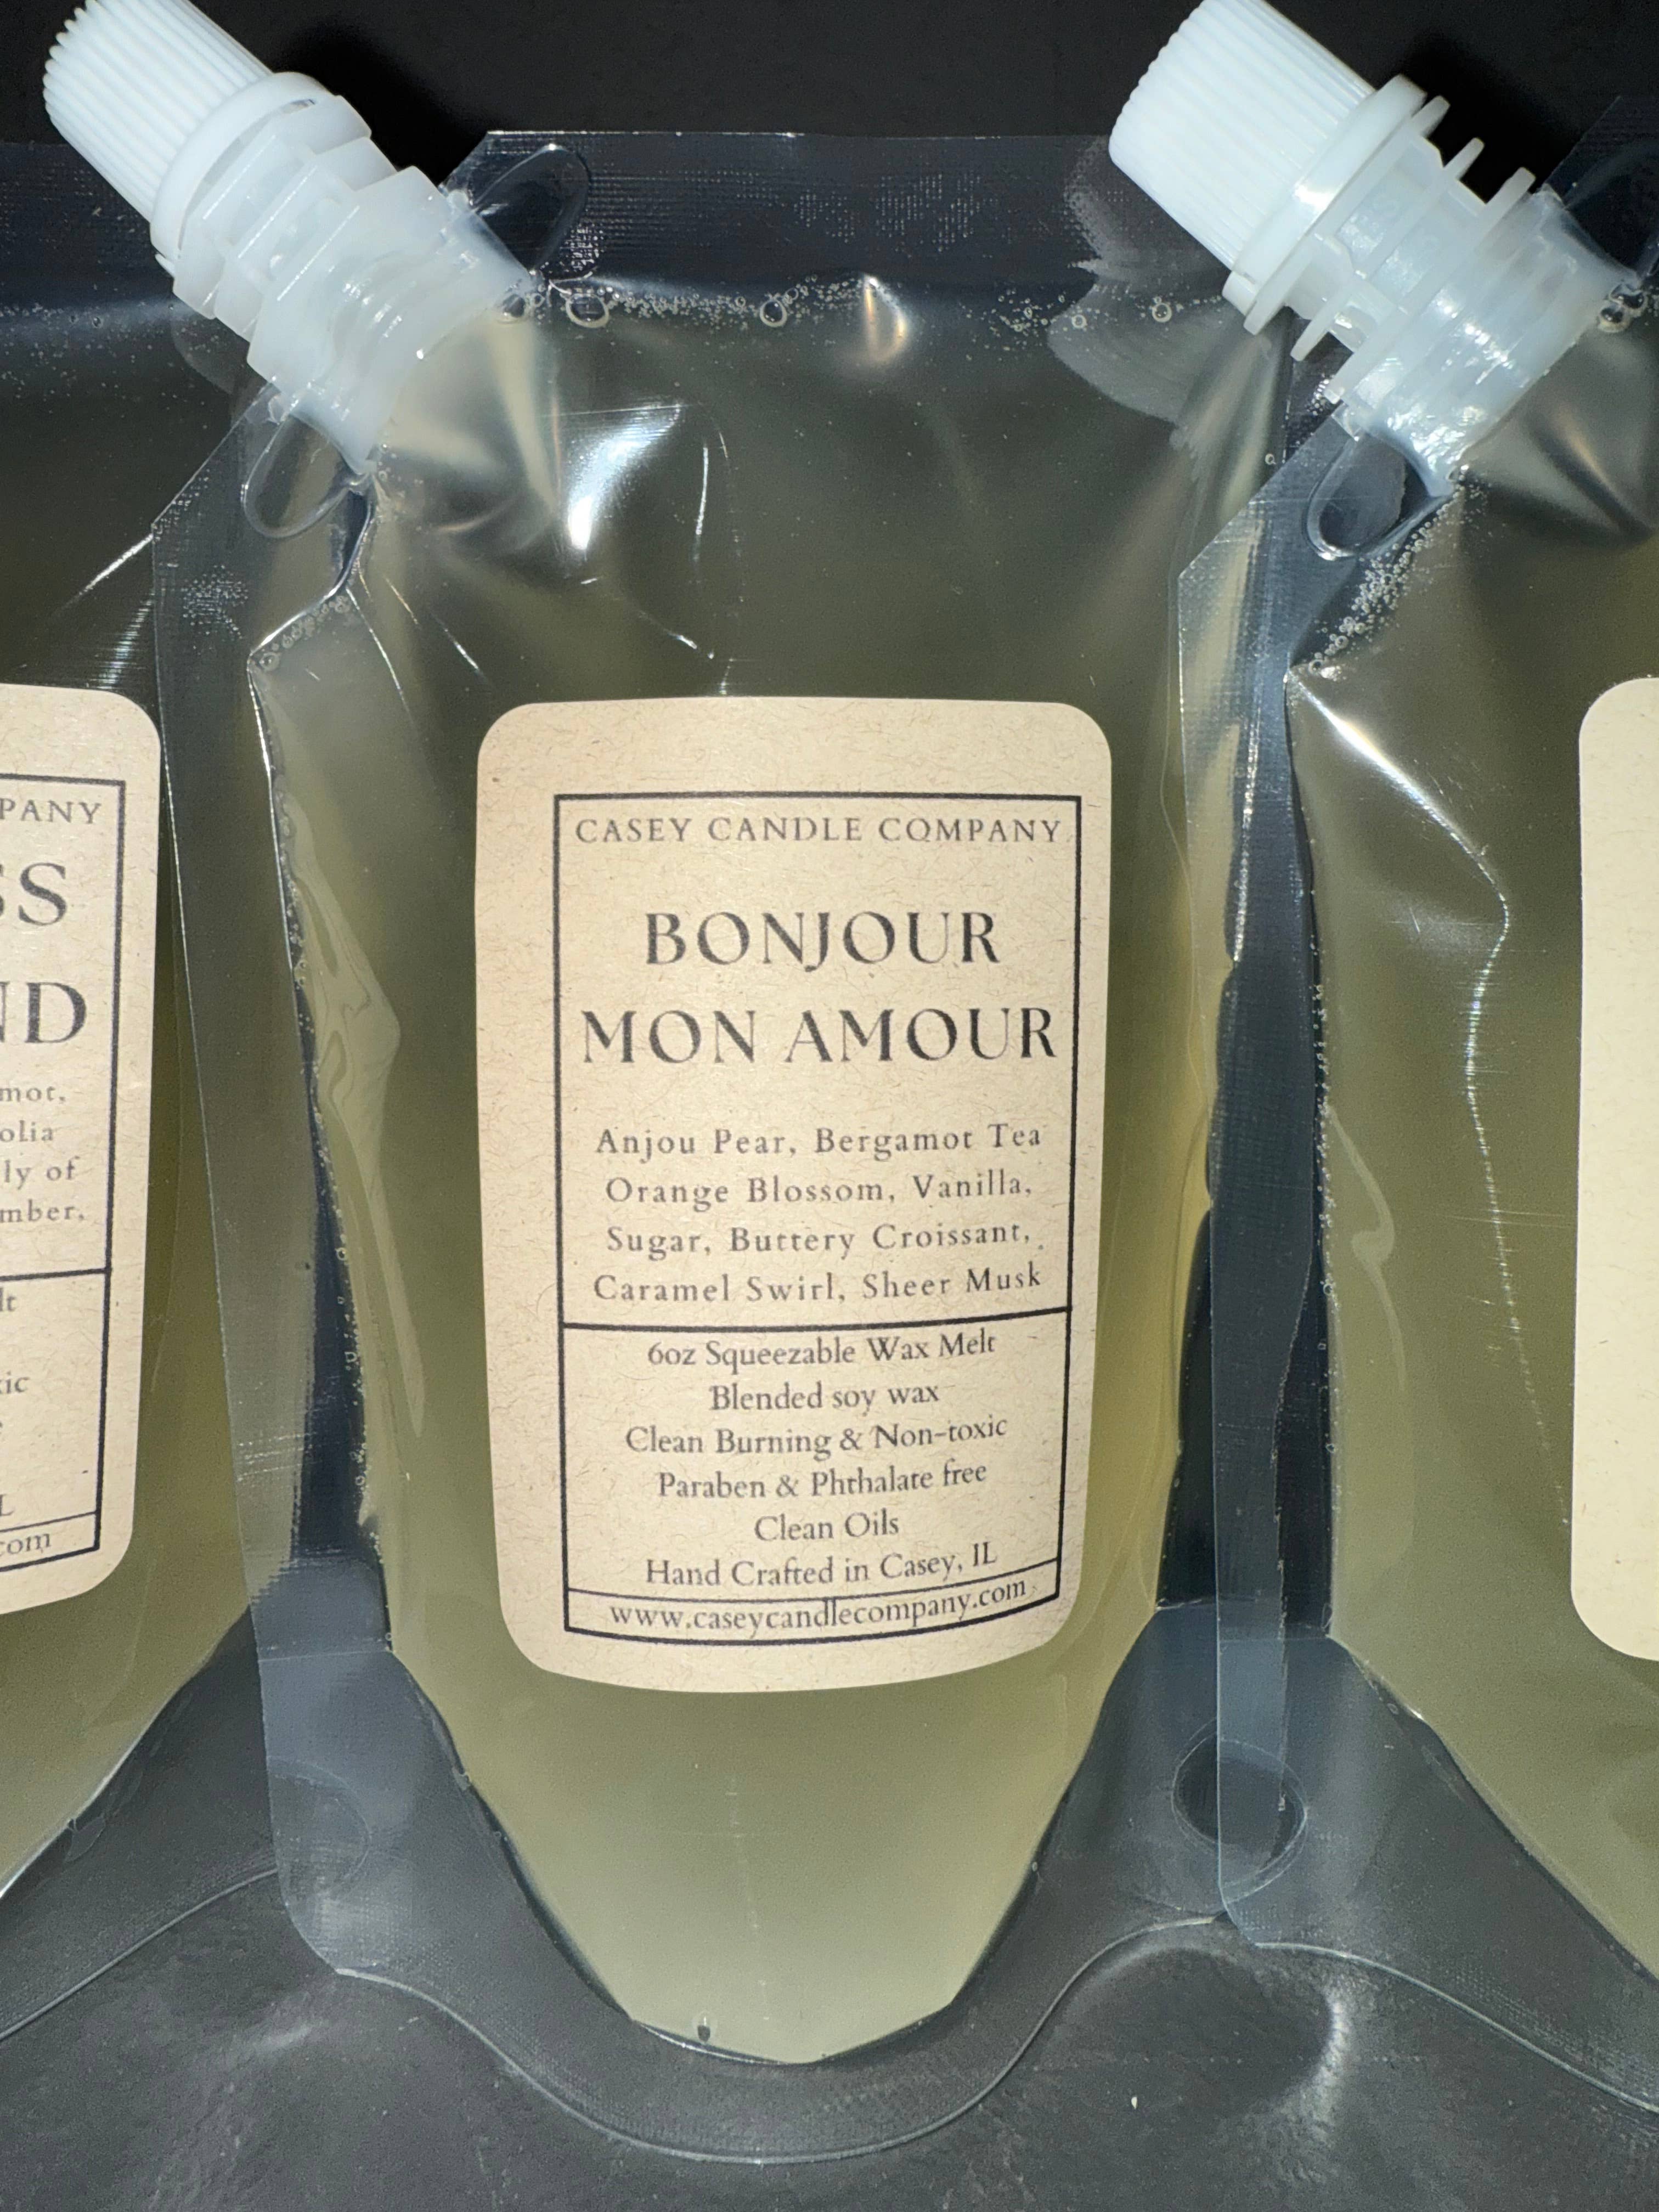 PANY
SS
ND
mot,
olia
ly of
mber,
lt
ic
L
com
CASEY CANDLE COMPANY
BONJOUR
MON AMOUR
Anjou Pear, Bergamot Tea
Orange Blossom, Vanilla,
Sugar, Buttery Croissant,
Caramel Swirl, Sheer Musk
6oz Squeezable Wax Melt
Blended soy wax
Clean Burning & Non-toxic
Paraben & Phthalate free
Clean Oils
Hand Crafted in Casey, IL
www.caseycandlecompany.com